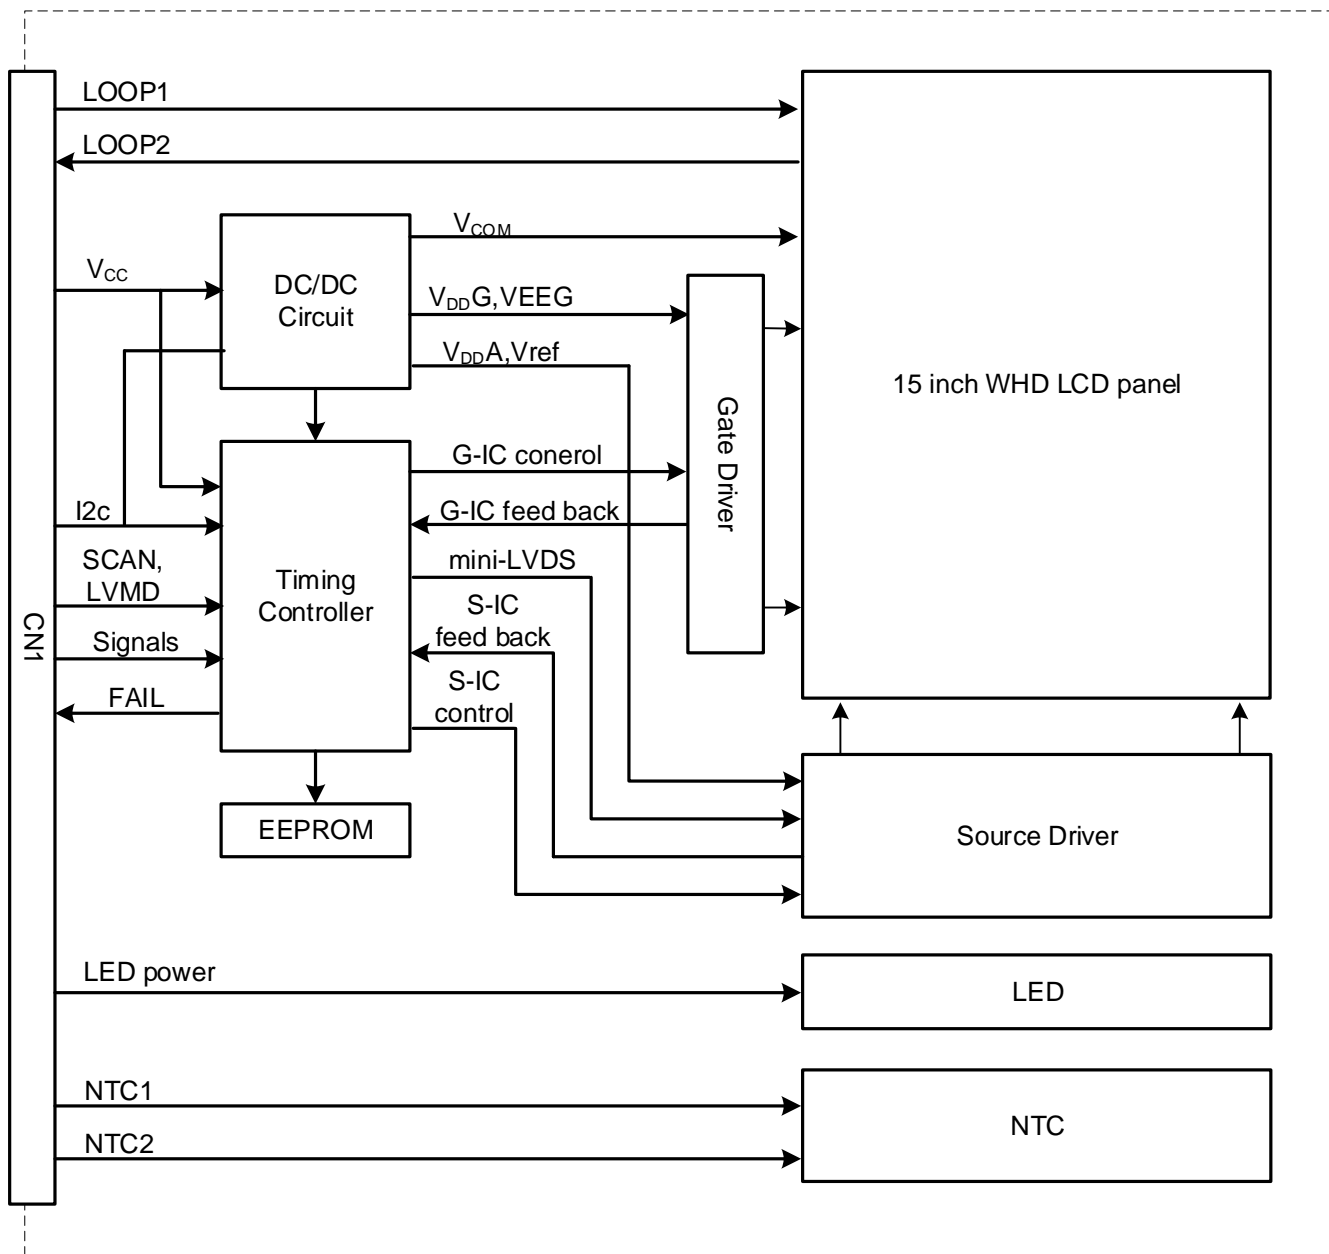 LOOP1
LOOP2
VCOM
VCC
DC/DC
Circuit
VDDG,VEEG
VDDA,Vref
15 inch WHD LCD panel
Gate Driver
G-IC conerol
I2c
G-IC feed back
SCAN,
LVMD
mini-LVDS
Timing
Controller
S-IC
feed back
CN1
Signals
S-IC
control
FAIL
EEPROM
Source Driver
LED power
LED
NTC1
NTC
NTC2